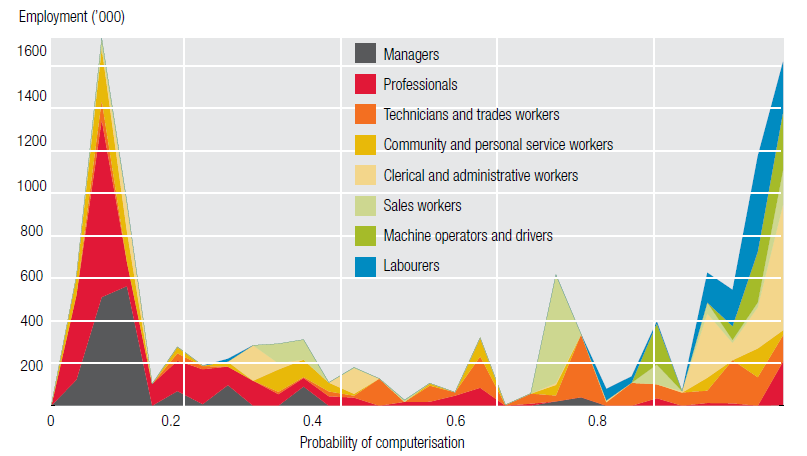 Employment ('000)
1600
1400
1200
1000
800
600
400
200
Managers
Professionals
Technicians and trades workers
Community and personal service workers
Clerical and administrative workers
Sales workers
Machine operators and drivers
Labourers
0 0.2 0.4 0.6 0.8
Probability of computerisation